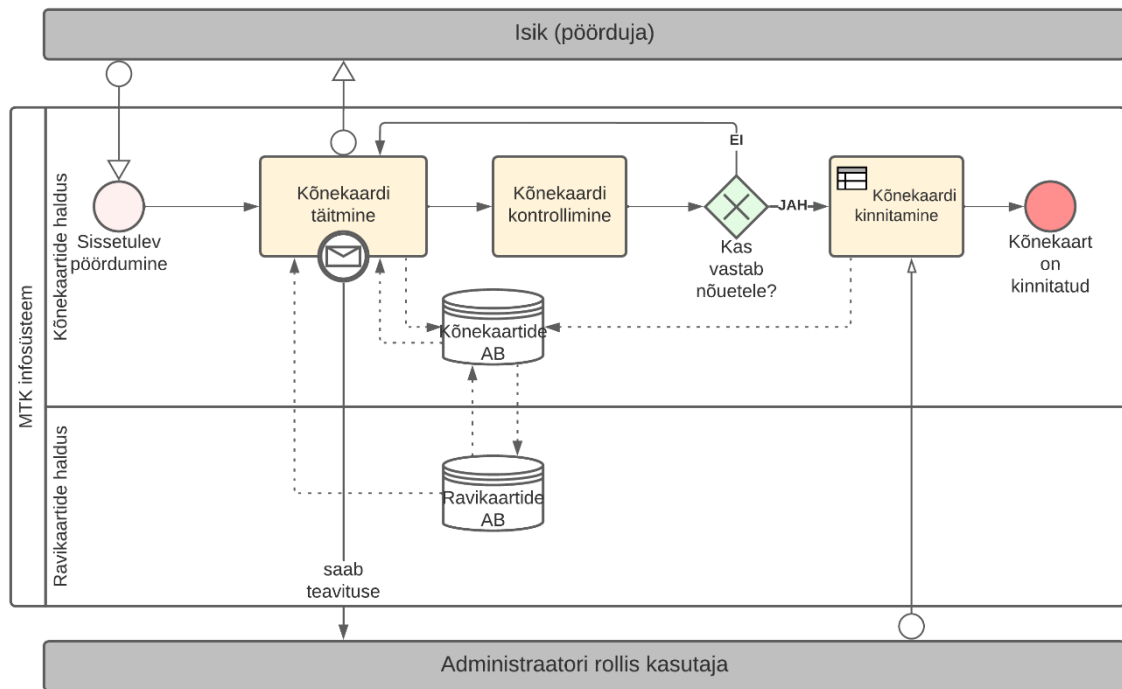 Isik (pöörduja)
MTK infosüsteem
Kõnekaartide haldus
Sissetulev
pöördumine
Kõnekaardi
täitmine
Kõnekaardi
kontrollimine
EI
JAH
Kas
vastab
nõuetele?
Kõnekaardi
kinnitamine
Kõnekaart
on
kinnitatud
Kõnekaartide
AB
Ravikaartide haldus
Ravikaartide
AB
saab
teavituse
Administraatori rollis kasutaja